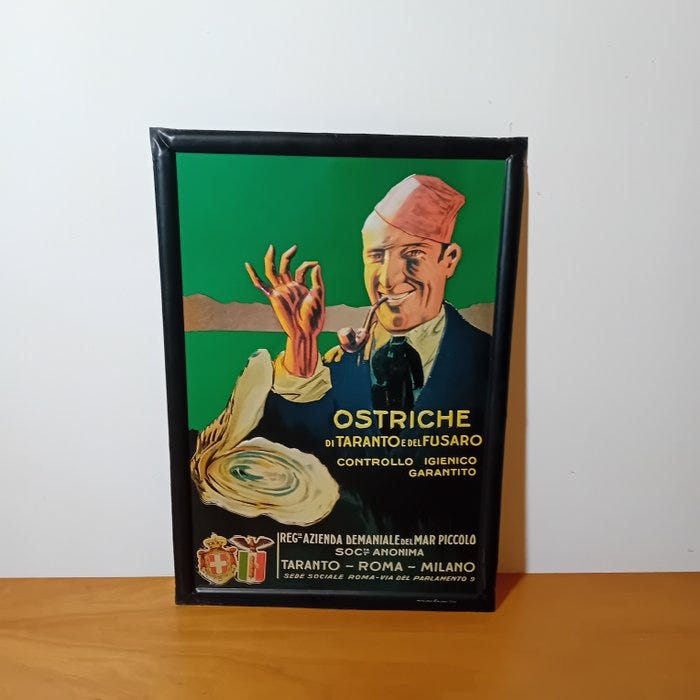 OSTRICHE
DI TARANTO E DEL FUSARO
CONTROLLO IGIENICO
GARANTITO
REGIA AZIENDA DEMANIALE DEL MAR PICCOLO
SOC.TA ANONIMA
TARANTO – ROMA – MILANO
SEDE SOCIALE ROMA - VIA DEL PARLAMENTO 9